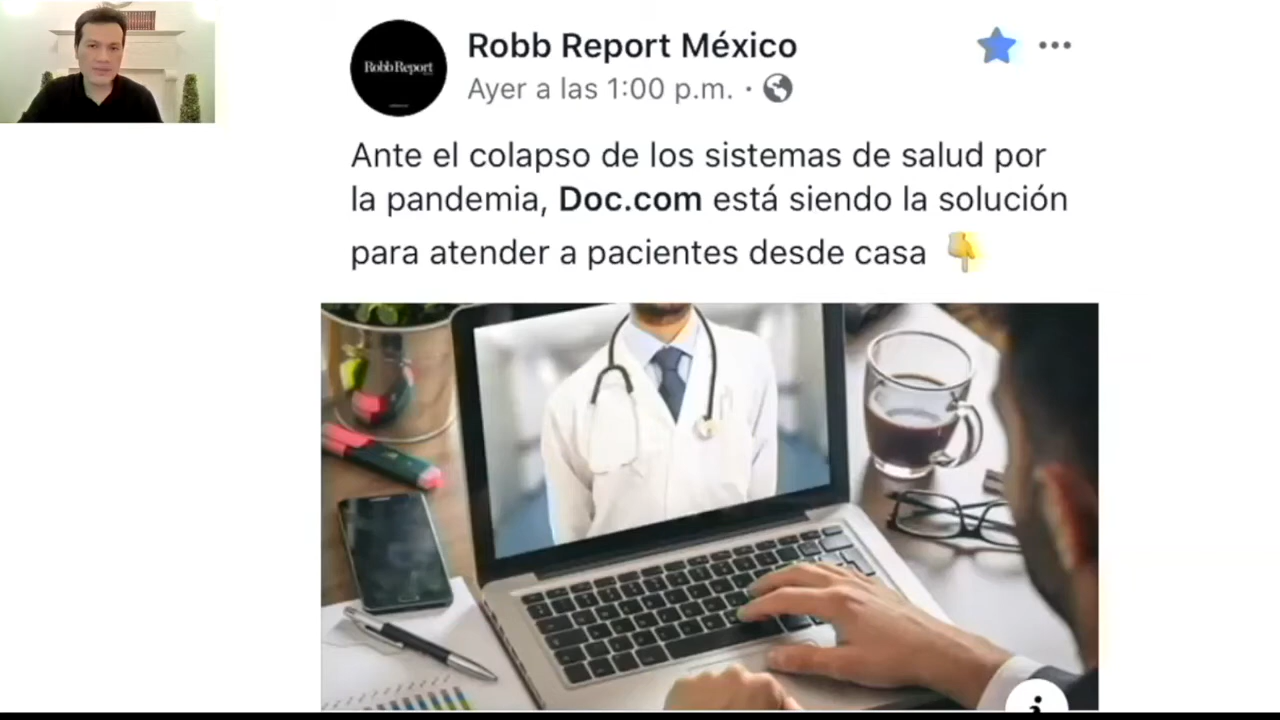 Robb Report México
RobbReport
Ayer a las 1:00 p.m. ·
Ante el colapso de los sistemas de salud por
la pandemia, Doc.com está siendo la solución
para atender a pacientes desde casa 👇